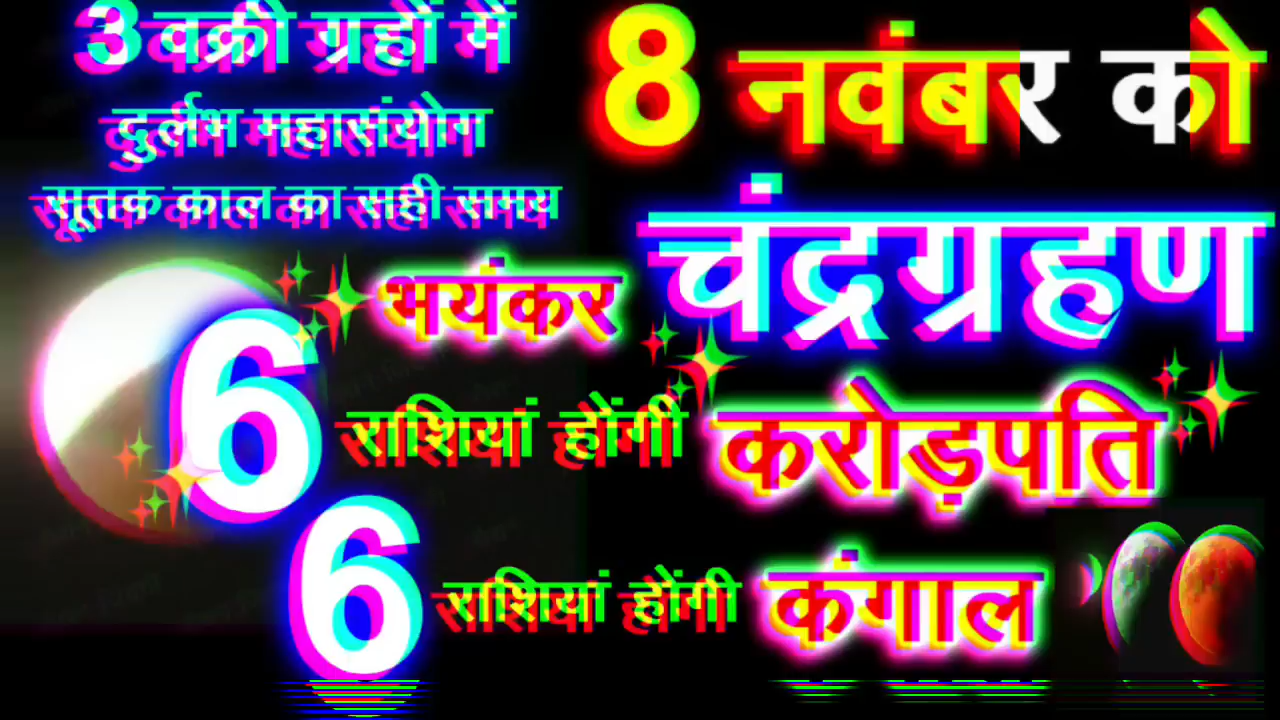 3 वक्री ग्रहों में
दुर्लभ महासंयोग
सूतक काल का सही समय
8 नवंबर को
भयंकर चंद्रग्रहण
6 राशियां होंगी करोड़पति
6 राशियां होंगी कंगाल